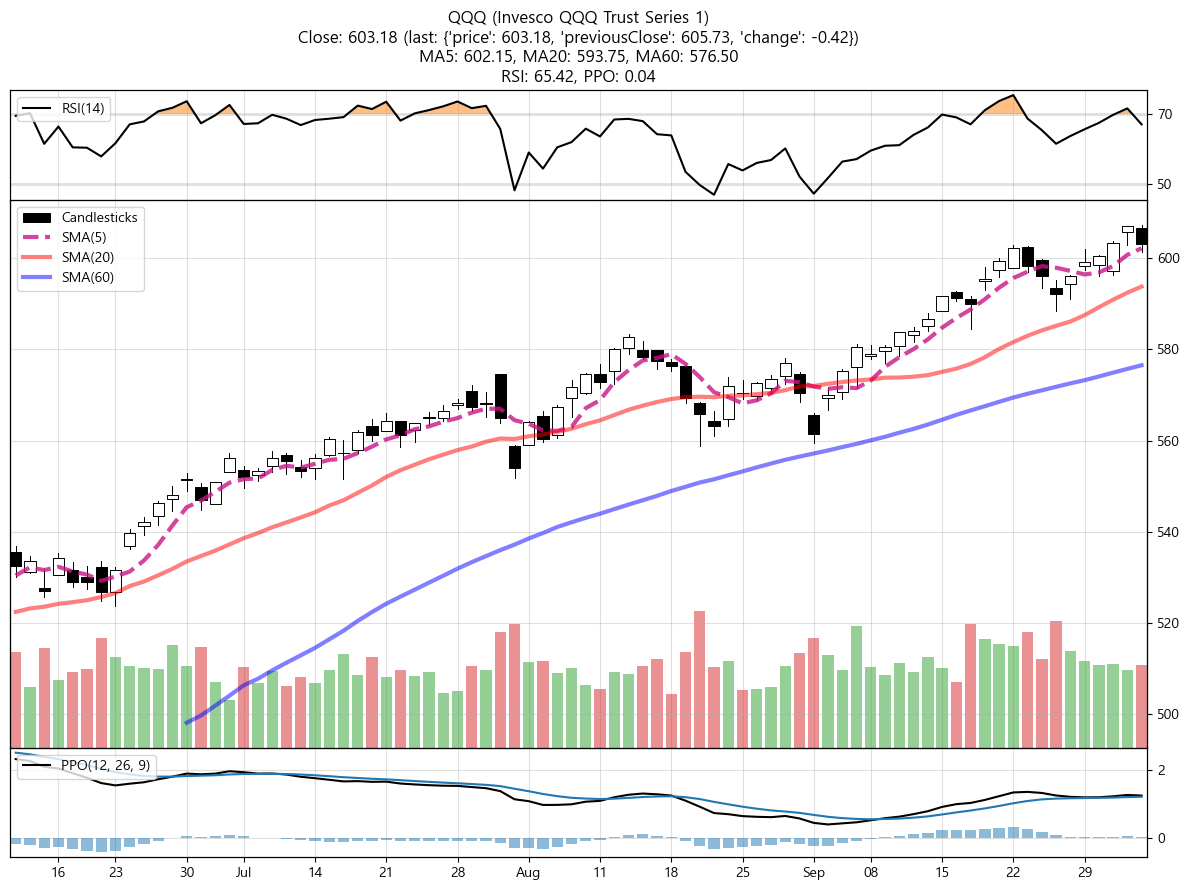 QQQ (Invesco QQQ Trust Series 1)
Close: 603.18 (last: {'price': 603.18, 'previousClose': 605.73, 'change': -0.42})
MA5: 602.15, MA20: 593.75, MA60: 576.50
RSI: 65.42, PPO: 0.04
RSI(14)
70
50
Candlesticks
SMA(5)
SMA(20)
SMA(60)
600
580
560
540
520
500
PPO(12, 26, 9)
2
0
16 23 30 Jul 14 21 28 Aug 11 18 25 Sep 08 15 22 29